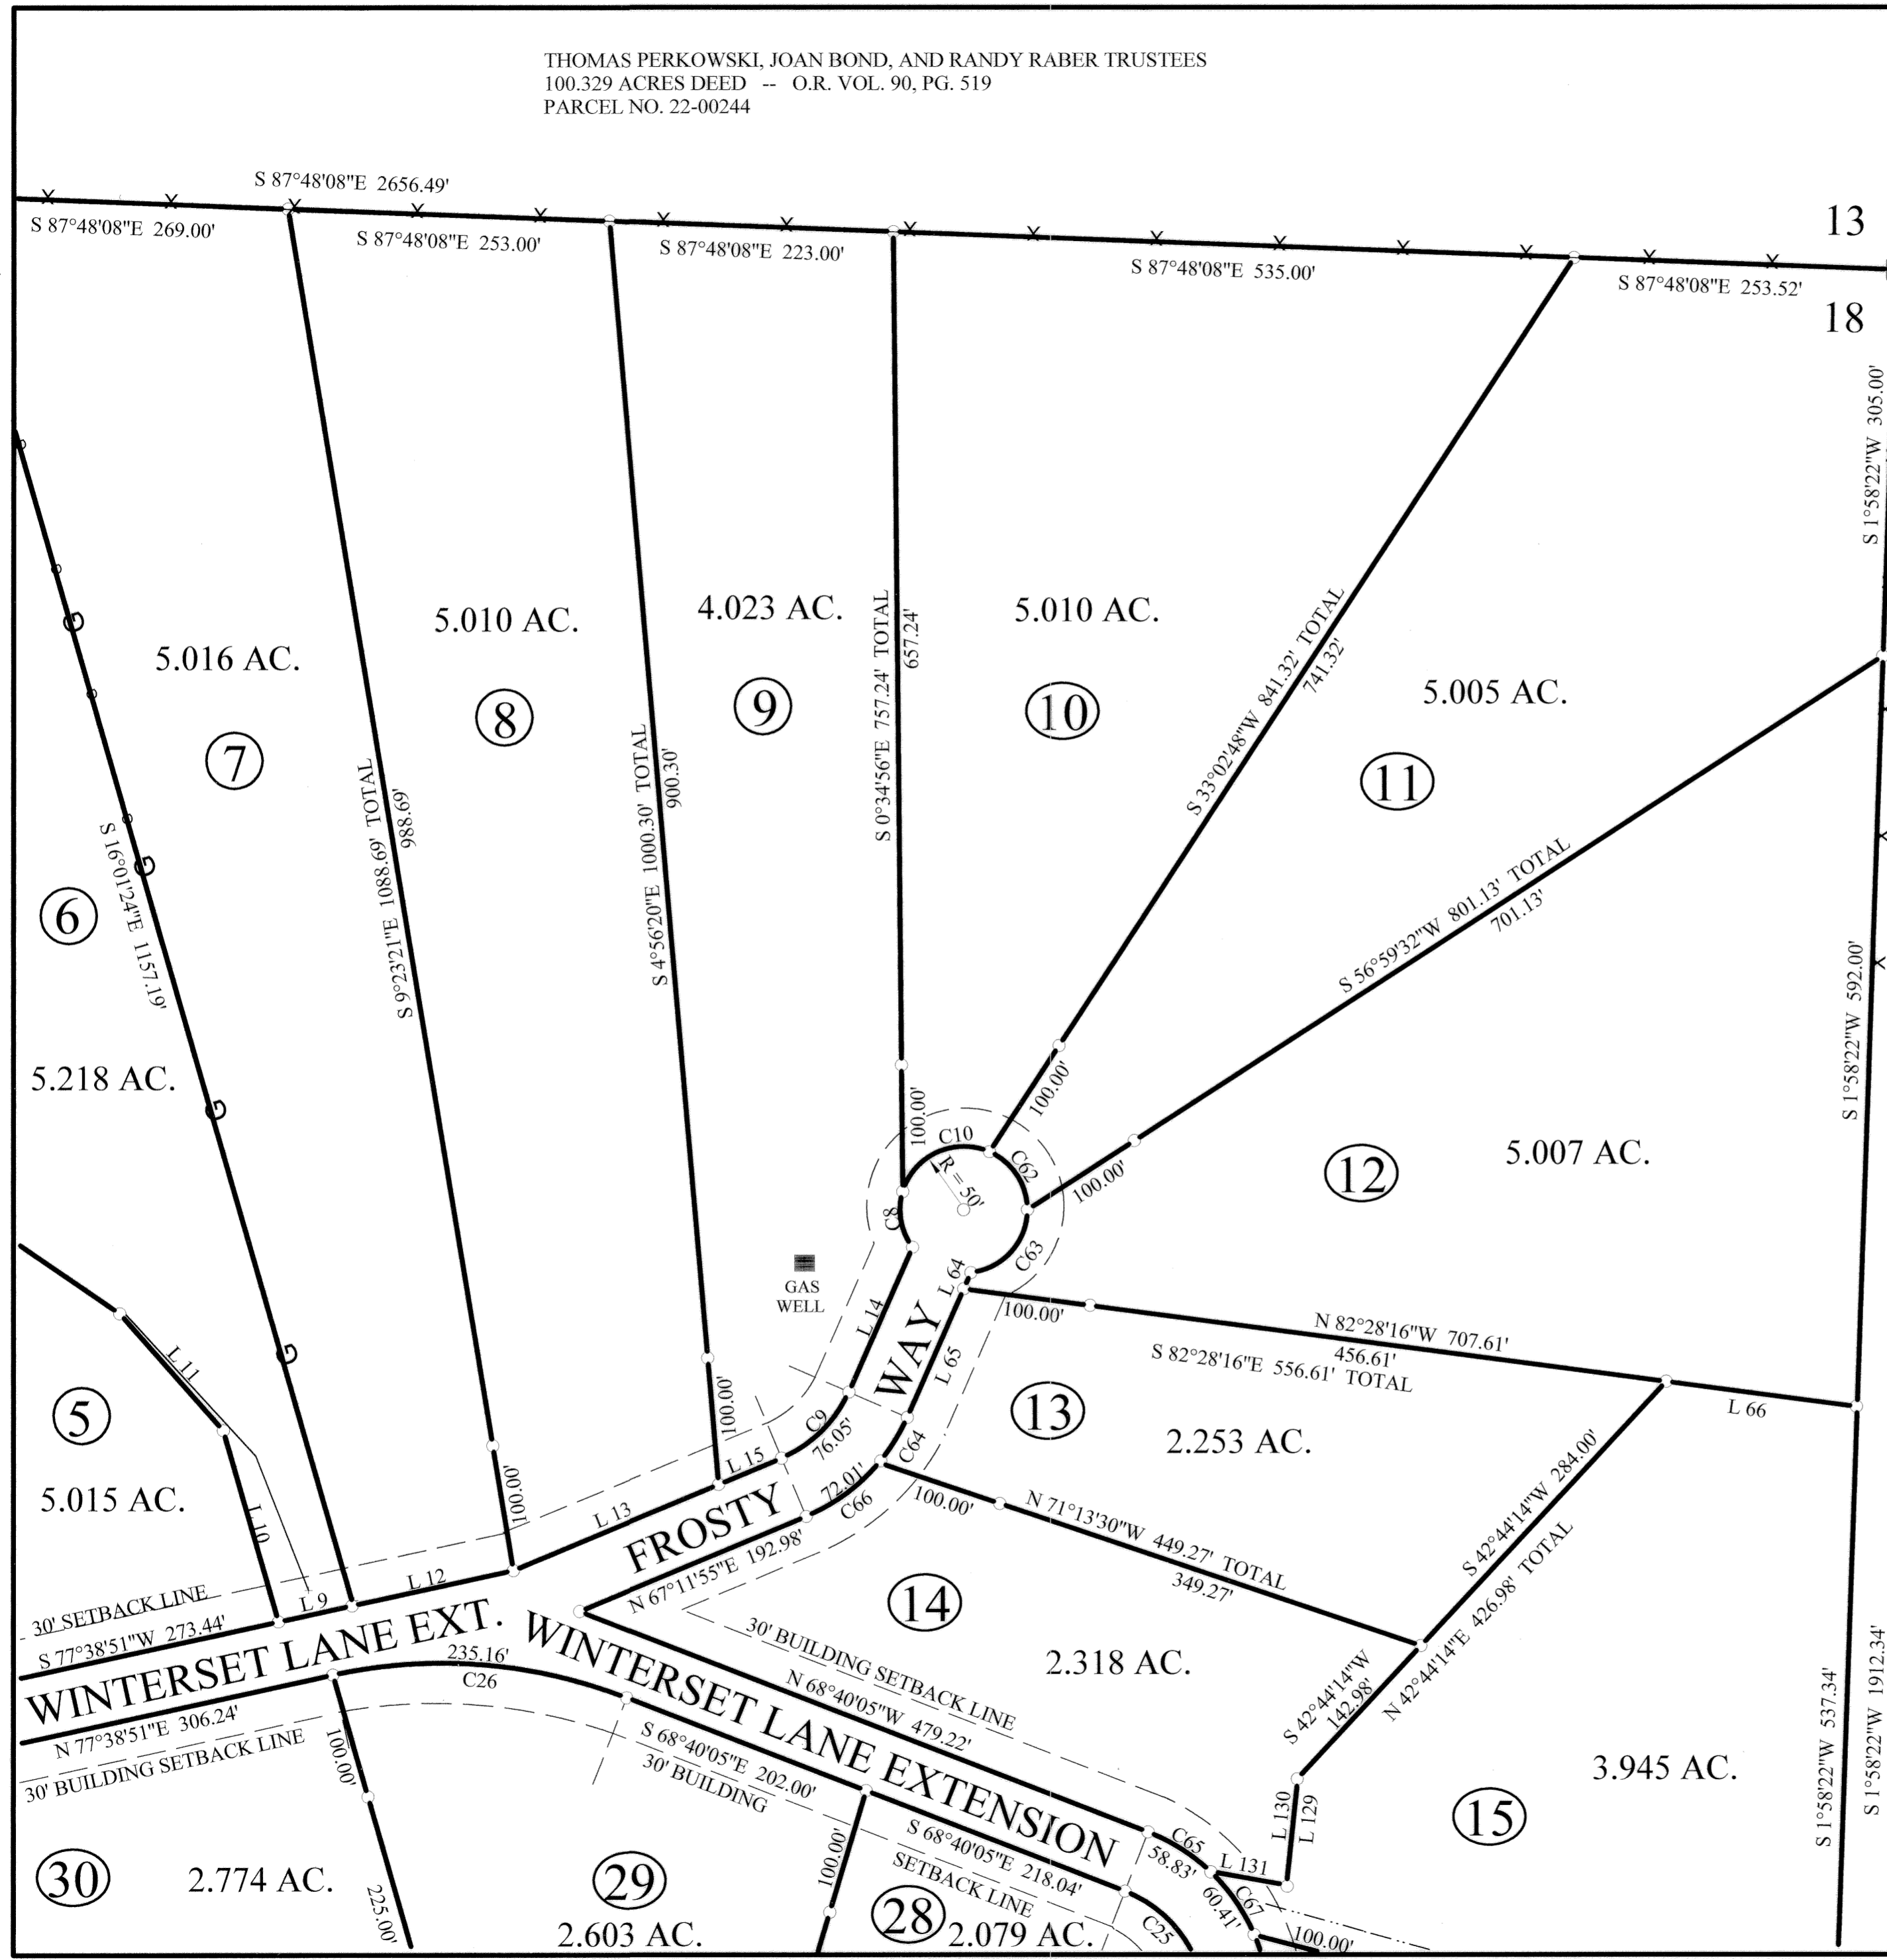 THOMAS PERKOWSKI, JOAN BOND, AND RANDY RABER TRUSTEES
100.329 ACRES DEED -- O.R. VOL. 90, PG. 519
PARCEL NO. 22-00244
S 87°48'08"E 2656.49'
S 87°48'08"E 269.00'
S 87°48'08"E 253.00'
S 87°48'08"E 223.00'
S 87°48'08"E 535.00'
S 87°48'08"E 253.52'
13
18
S 1°58'22"W 305.00'
5.016 AC.
7
5.010 AC.
8
4.023 AC.
9
5.010 AC.
10
5.005 AC.
11
S 9°23'21"E 1088.69' TOTAL
988.69'
S 4°56'20"E 1000.30' TOTAL
900.30'
S 0°34'56"E 757.24' TOTAL
657.24'
S 33°02'48"W 841.32' TOTAL
741.32'
S 56°59'32"W 801.13' TOTAL
701.13'
S 1°58'22"W 592.00'
G
G
G
G
S 16°01'24"E 1157.19'
6
5.218 AC.
100.00'
100.00'
100.00'
C10
C62
R = 50'
C8
C63
L 64
12
5.007 AC.
GAS
WELL
L 14
WAY
L 65
100.00'
N 82°28'16"W 707.61'
456.61'
S 82°28'16"E 556.61' TOTAL
L 66
13
2.253 AC.
L 11
5
5.015 AC.
L 10
100.00'
100.00'
L 15
C9
76.05'
C64
72.01'
C66
L 13
FROSTY
N 67°11'55"E 192.98'
100.00'
N 71°13'30"W 449.27' TOTAL
349.27'
S 42°44'14"W 284.00'
N 42°44'14"E 426.98' TOTAL
S 42°44'14"W
142.98'
14
2.318 AC.
30' SETBACK LINE
L 9
L 12
S 77°38'51"W 273.44'
WINTERSET LANE EXT.
N 77°38'51"E 306.24'
30' BUILDING SETBACK LINE
235.16'
C26
WINTERSET LANE EXTENSION
30' BUILDING SETBACK LINE
N 68°40'05"W 479.22'
S 68°40'05"E 202.00'
30' BUILDING
S 68°40'05"E 218.04'
SETBACK LINE
100.00'
225.00'
100.00'
30
2.774 AC.
29
2.603 AC.
28
2.079 AC.
C25
C65
58.83'
L 131
C67
60.41'
100.00'
L 130
L 129
15
3.945 AC.
S 1°58'22"W 537.34'
S 1°58'22"W 1912.34'